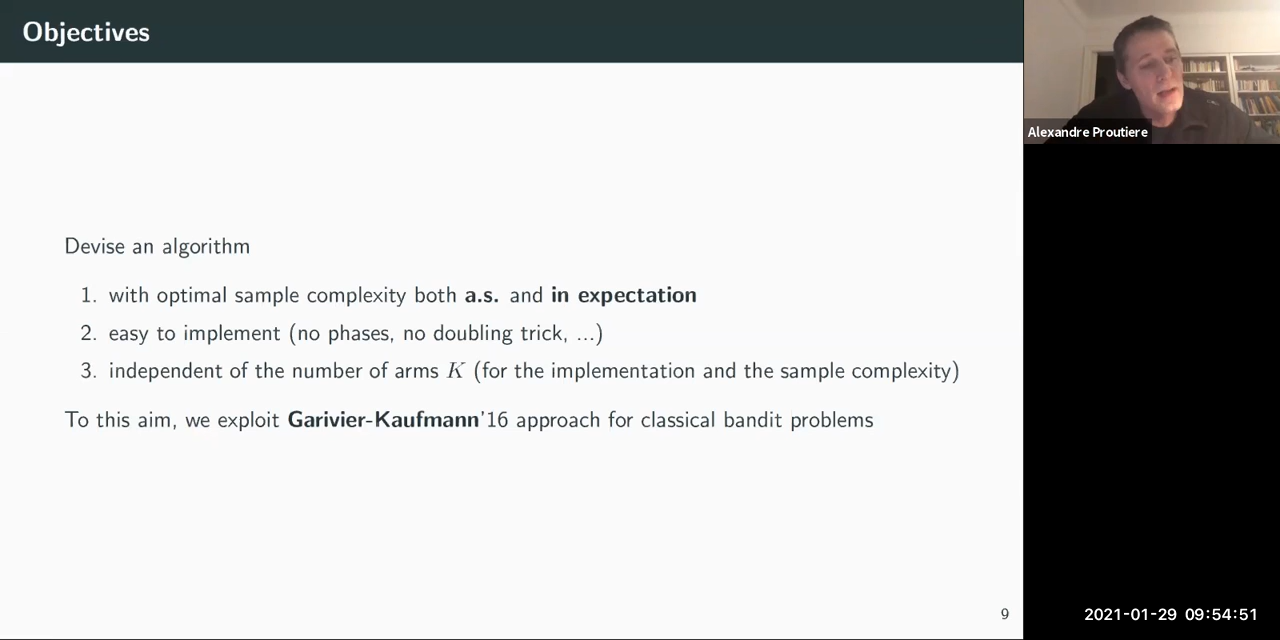 Objectives
Alexandre Proutiere
Devise an algorithm
1. with optimal sample complexity both a.s. and in expectation
2. easy to implement (no phases, no doubling trick, ...)
3. independent of the number of arms K (for the implementation and the sample complexity)
To this aim, we exploit Garivier-Kaufmann'16 approach for classical bandit problems
9
2021-01-29 09:54:51